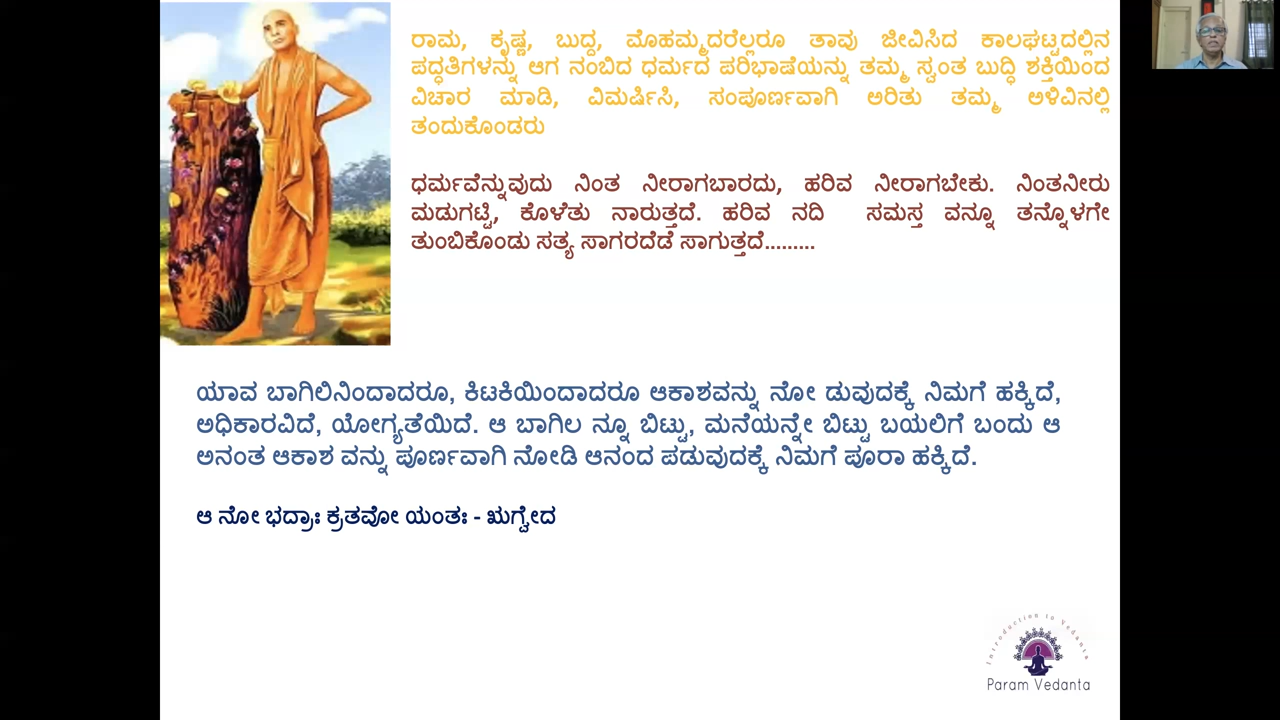 ರಾಮ, ಕೃಷ್ಣ, ಬುದ್ಧ, ಮೊಹಮ್ಮದರೆಲ್ಲರೂ ತಾವು ಜೀವಿಸಿದ ಕಾಲಘಟ್ಟದಲ್ಲಿನ
ಪದ್ಧತಿಗಳನ್ನು ಆಗ ನಂಬಿದ ಧರ್ಮದ ಪರಿಭಾಷೆಯನ್ನು ತಮ್ಮ ಸ್ವಂತ ಬುದ್ಧಿ ಶಕ್ತಿಯಿಂದ
ವಿಚಾರ ಮಾಡಿ, ವಿಮರ್ಷಿಸಿ, ಸಂಪೂರ್ಣವಾಗಿ ಅರಿತು ತಮ್ಮ ಅಳಿವಿನಲ್ಲಿ
ತಂದುಕೊಂಡರು
ಧರ್ಮವೆನ್ನುವುದು ನಿಂತ ನೀರಾಗಬಾರದು, ಹರಿವ ನೀರಾಗಬೇಕು. ನಿಂತನೀರು
ಮಡುಗಟ್ಟಿ, ಕೊಳೆತು ನಾರುತ್ತದೆ. ಹರಿವ ನದಿ ಸಮಸ್ತ ವನ್ನೂ ತನ್ನೊಳಗೇ
ತುಂಬಿಕೊಂಡು ಸತ್ಯ ಸಾಗರದೆಡೆ ಸಾಗುತ್ತದೆ.........
ಯಾವ ಬಾಗಿಲಿನಿಂದಾದರೂ, ಕಿಟಕಿಯಿಂದಾದರೂ ಆಕಾಶವನ್ನು ನೋ ಡುವುದಕ್ಕೆ ನಿಮಗೆ ಹಕ್ಕಿದೆ,
ಅಧಿಕಾರವಿದೆ, ಯೋಗ್ಯತೆಯಿದೆ. ಆ ಬಾಗಿಲ ನ್ನೂ ಬಿಟ್ಟು, ಮನೆಯನ್ನೇ ಬಿಟ್ಟು ಬಯಲಿಗೆ ಬಂದು ಆ
ಅನಂತ ಆಕಾಶ ವನ್ನು ಪೂರ್ಣವಾಗಿ ನೋಡಿ ಆನಂದ ಪಡುವುದಕ್ಕೆ ನಿಮಗೆ ಪೂರಾ ಹಕ್ಕಿದೆ.
ಆ ನೋ ಭದ್ರಾಃ ಕ್ರತವೋ ಯಂತಃ - ಋಗ್ವೇದ
Introduction to Vedanta
Param Vedanta